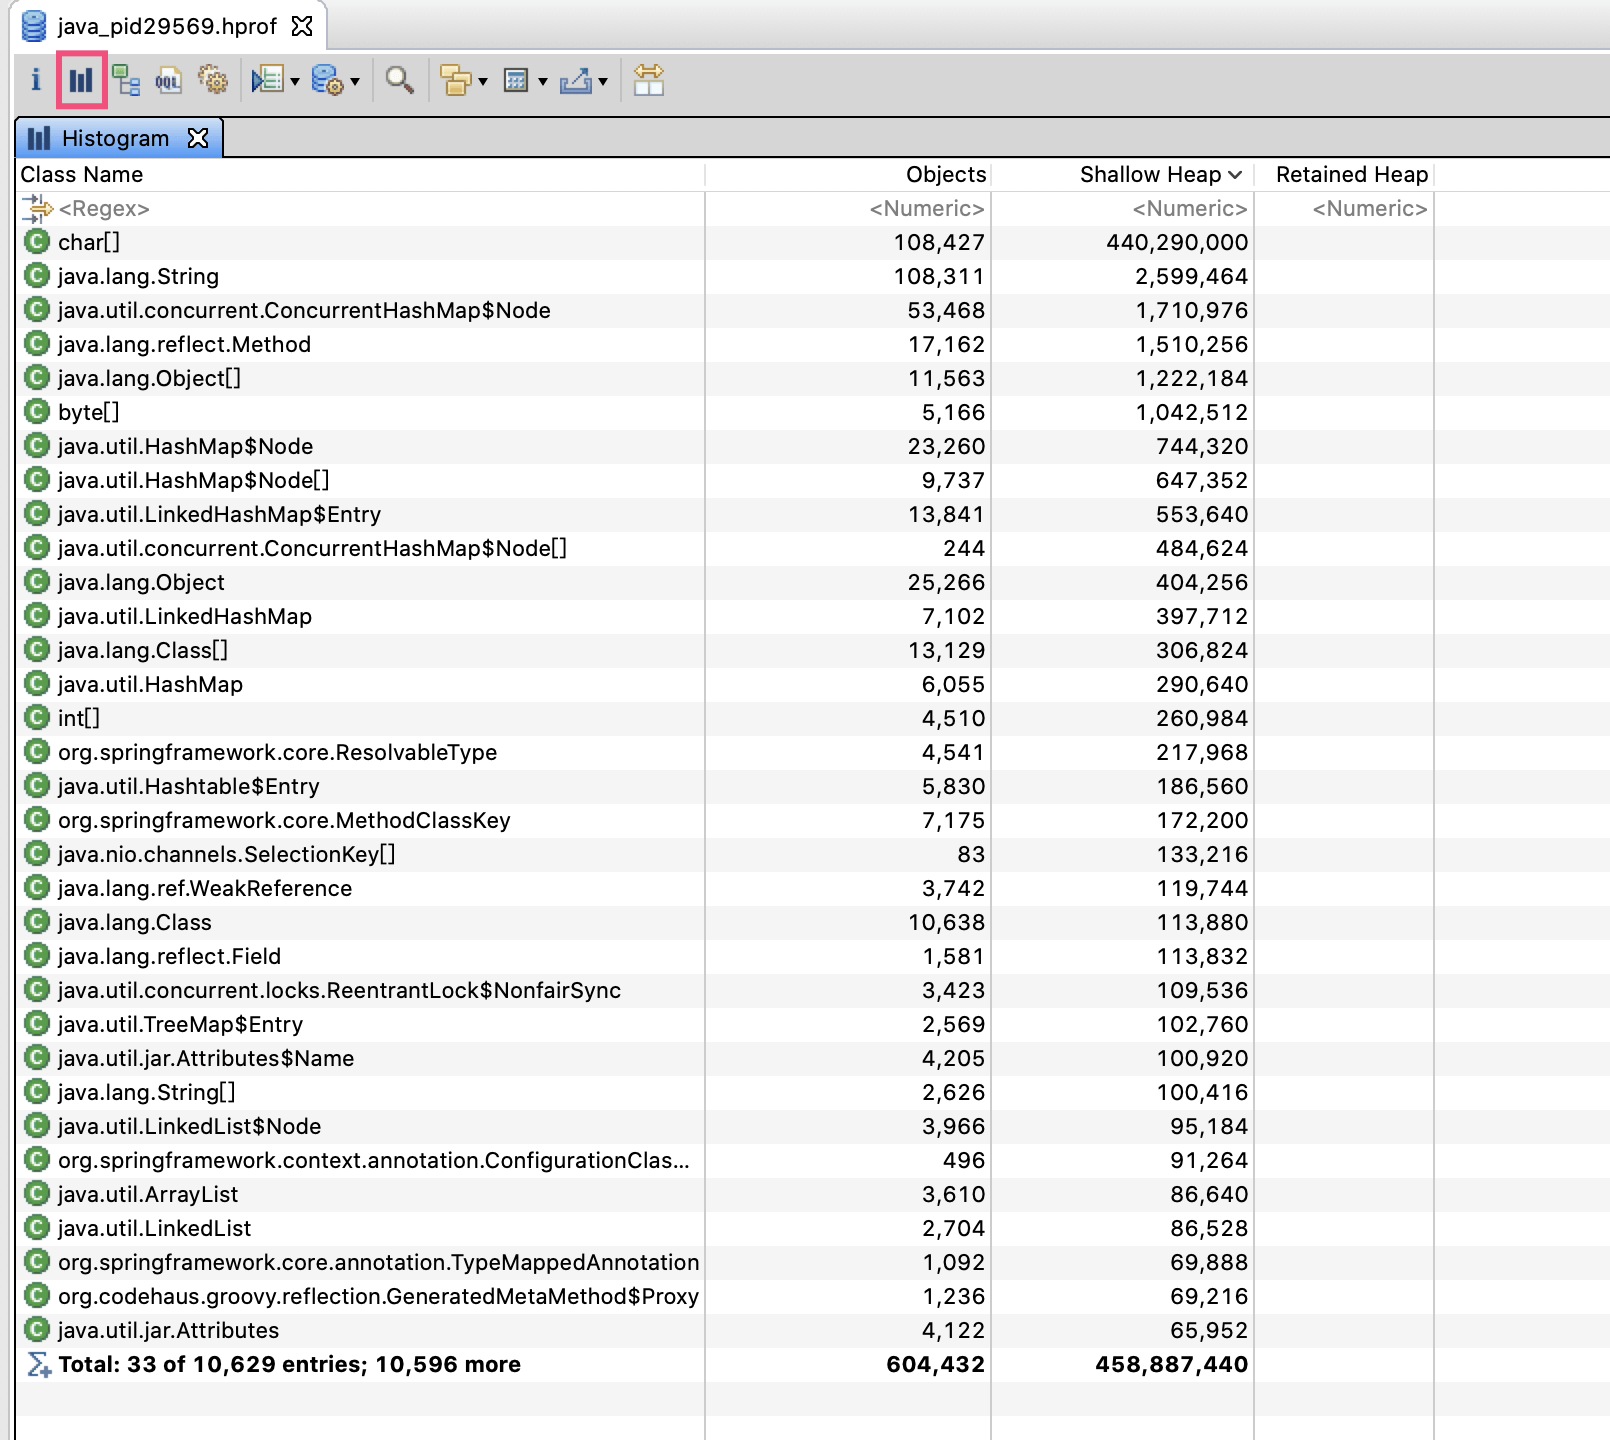 java_pid29569.hprof
i
OQL
Histogram
Class Name Objects Shallow Heap Retained Heap
<Regex> <Numeric> <Numeric> <Numeric>
C char[] 108,427 440,290,000
C java.lang.String 108,311 2,599,464
C java.util.concurrent.ConcurrentHashMap$Node 53,468 1,710,976
C java.lang.reflect.Method 17,162 1,510,256
C java.lang.Object[] 11,563 1,222,184
C byte[] 5,166 1,042,512
C java.util.HashMap$Node 23,260 744,320
C java.util.HashMap$Node[] 9,737 647,352
C java.util.LinkedHashMap$Entry 13,841 553,640
C java.util.concurrent.ConcurrentHashMap$Node[] 244 484,624
C java.lang.Object 25,266 404,256
C java.util.LinkedHashMap 7,102 397,712
C java.lang.Class[] 13,129 306,824
C java.util.HashMap 6,055 290,640
C int[] 4,510 260,984
C org.springframework.core.ResolvableType 4,541 217,968
C java.util.Hashtable$Entry 5,830 186,560
C org.springframework.core.MethodClassKey 7,175 172,200
C java.nio.channels.SelectionKey[] 83 133,216
C java.lang.ref.WeakReference 3,742 119,744
C java.lang.Class 10,638 113,880
C java.lang.reflect.Field 1,581 113,832
C java.util.concurrent.locks.ReentrantLock$NonfairSync 3,423 109,536
C java.util.TreeMap$Entry 2,569 102,760
C java.util.jar.Attributes$Name 4,205 100,920
C java.lang.String[] 2,626 100,416
C java.util.LinkedList$Node 3,966 95,184
C org.springframework.context.annotation.ConfigurationClas... 496 91,264
C java.util.ArrayList 3,610 86,640
C java.util.LinkedList 2,704 86,528
C org.springframework.core.annotation.TypeMappedAnnotation 1,092 69,888
C org.codehaus.groovy.reflection.GeneratedMetaMethod$Proxy 1,236 69,216
C java.util.jar.Attributes 4,122 65,952
Total: 33 of 10,629 entries; 10,596 more 604,432 458,887,440